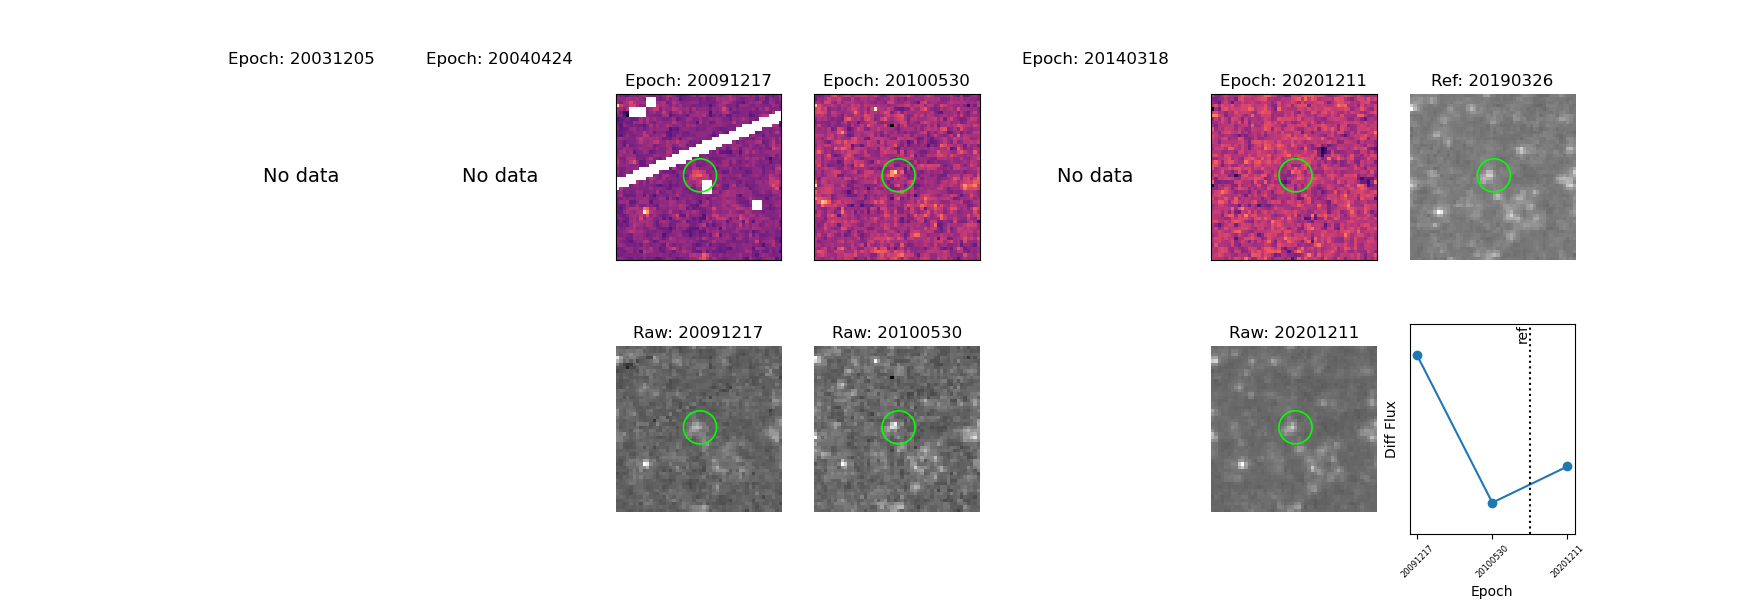 Epoch: 20031205
Epoch: 20040424
Epoch: 20091217
Epoch: 20100530
Epoch: 20140318
Epoch: 20201211
Ref: 20190326
No data
No data
No data
Raw: 20091217
Raw: 20100530
Raw: 20201211
ref
Diff Flux
20091217
20100530
20201211
Epoch